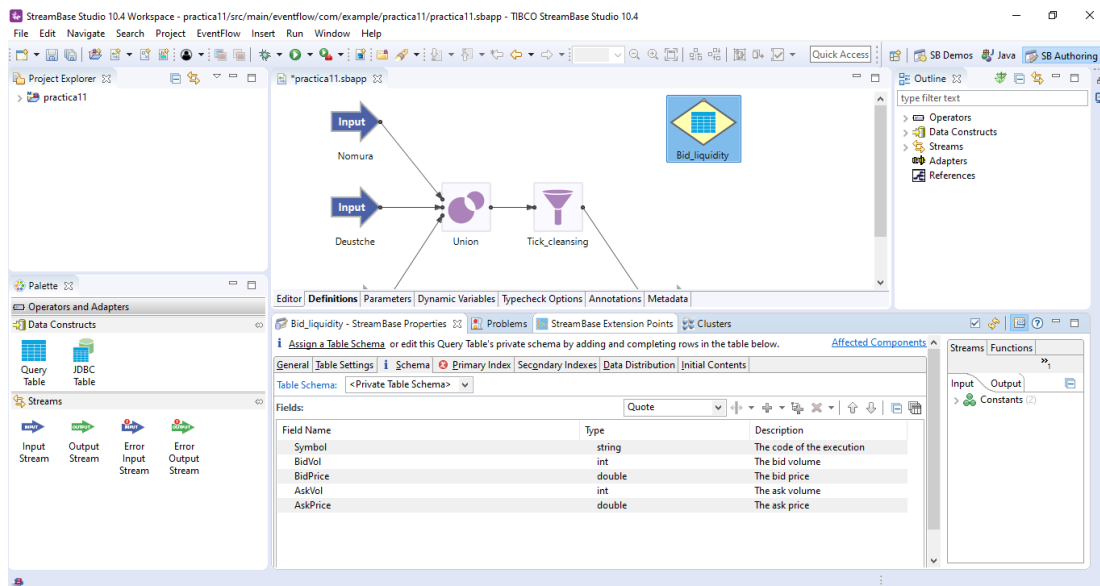 StreamBase Studio 10.4 Workspace - practica11/src/main/eventflow/com/example/practica11/practica11.sbapp - TIBCO StreamBase Studio 10.4
File Edit Navigate Search Project EventFlow Insert Run Window Help
Quick Access
SB Demos Java SB Authoring
Project Explorer
practica11
*practica11.sbapp
Input
Nomura
Input
Deustche
Union
Tick_cleansing
Bid_liquidity
Editor Definitions Parameters Dynamic Variables Typecheck Options Annotations Metadata
Outline
type filter text
Operators
Data Constructs
Streams
Adapters
References
Palette
Operators and Adapters
Data Constructs
Query Table
JDBC Table
Streams
INPUT
Input Stream
OUTPUT
Output Stream
INPUT
Error Input Stream
OUTPUT
Error Output Stream
Bid_liquidity - StreamBase Properties Problems StreamBase Extension Points Clusters
Assign a Table Schema or edit this Query Table's private schema by adding and completing rows in the table below. Affected Components
General Table Settings Schema Primary Index Secondary Indexes Data Distribution Initial Contents
Table Schema: <Private Table Schema>
Fields: Quote
Field Name Type Description
Symbol string The code of the execution
BidVol int The bid volume
BidPrice double The bid price
AskVol int The ask volume
AskPrice double The ask price
Streams Functions
»1
Input Output
Constants (2)